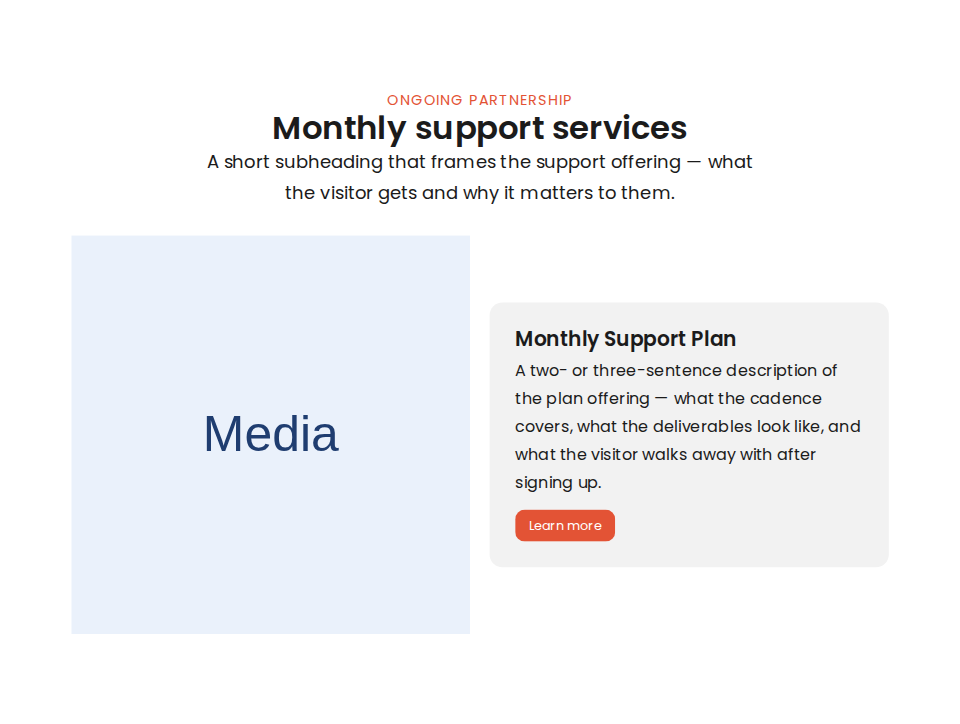 ONGOING PARTNERSHIP
Monthly support services
A short subheading that frames the support offering — what
the visitor gets and why it matters to them.
Media
Monthly Support Plan
A two- or three-sentence description of
the plan offering — what the cadence
covers, what the deliverables look like, and
what the visitor walks away with after
signing up.
Learn more